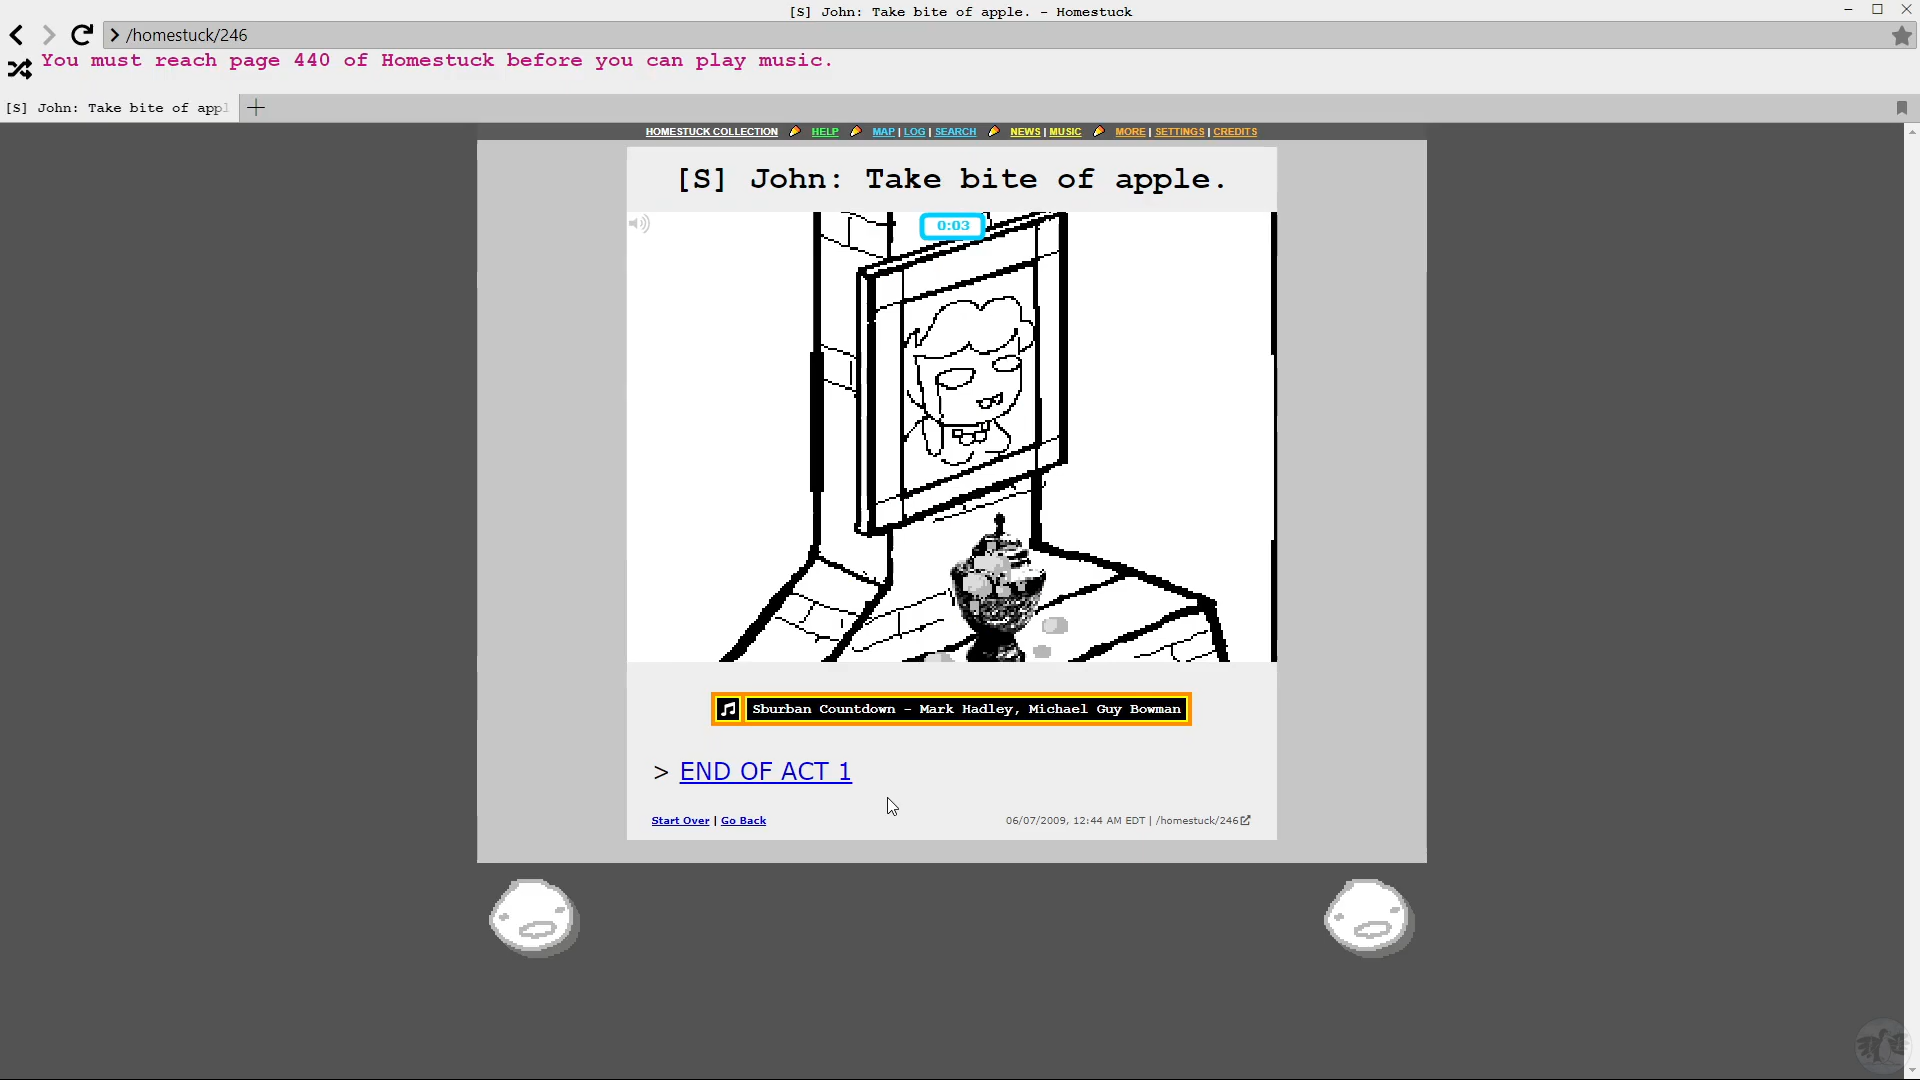 [S] John: Take bite of apple. - Homestuck
/homestuck/246
You must reach page 440 of Homestuck before you can play music.
[S] John: Take bite of appl
HOMESTUCK COLLECTION HELP MAP | LOG | SEARCH NEWS | MUSIC MORE | SETTINGS | CREDITS
[S] John: Take bite of apple.
0:03
Sburban Countdown - Mark Hadley, Michael Guy Bowman
> END OF ACT 1
Start Over | Go Back 06/07/2009, 12:44 AM EDT | /homestuck/246